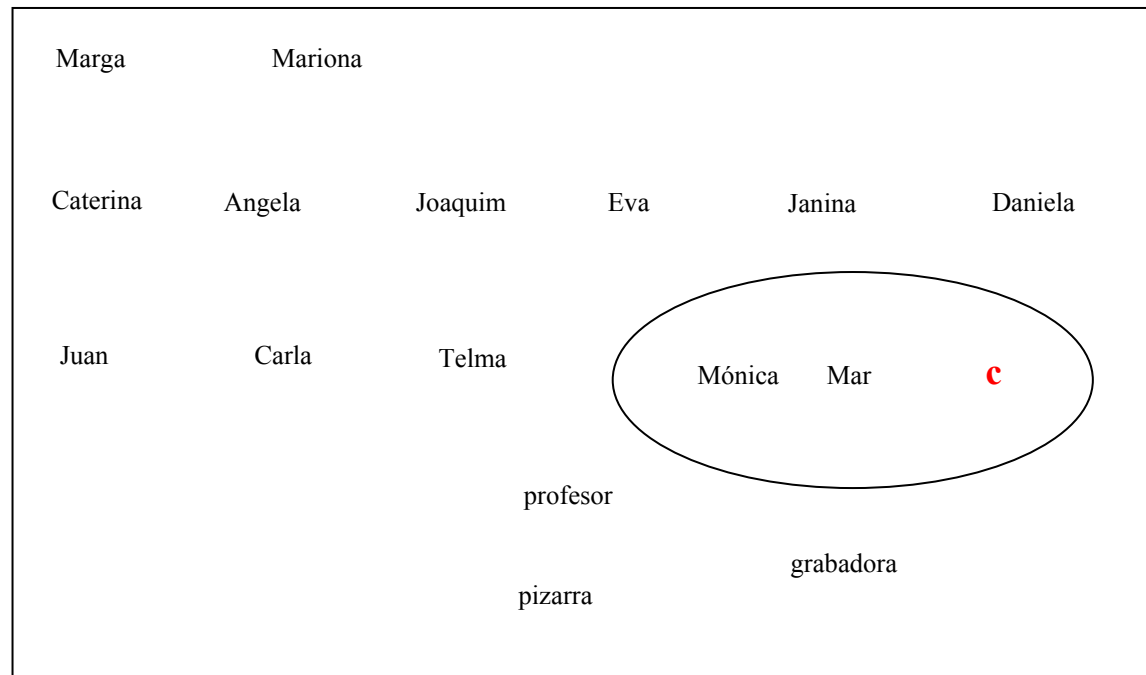 Marga Mariona
Caterina Angela Joaquim Eva Janina Daniela
Juan Carla Telma Mónica Mar c
profesor
grabadora
pizarra